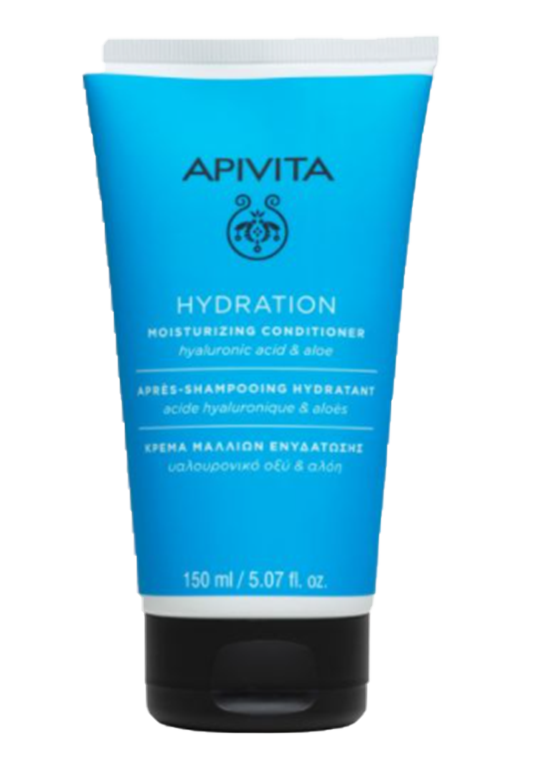 APIVITA
HYDRATION
MOISTURIZING CONDITIONER
hyaluronic acid & aloe
APRÈS-SHAMPOOING HYDRATANT
acide hyaluronique & aloès
ΚΡΕΜΑ ΜΑΛΛΙΩΝ ΕΝΥΔΑΤΩΣΗΣ
υαλουρονικό οξύ & αλόη
150 ml / 5.07 fl. oz.